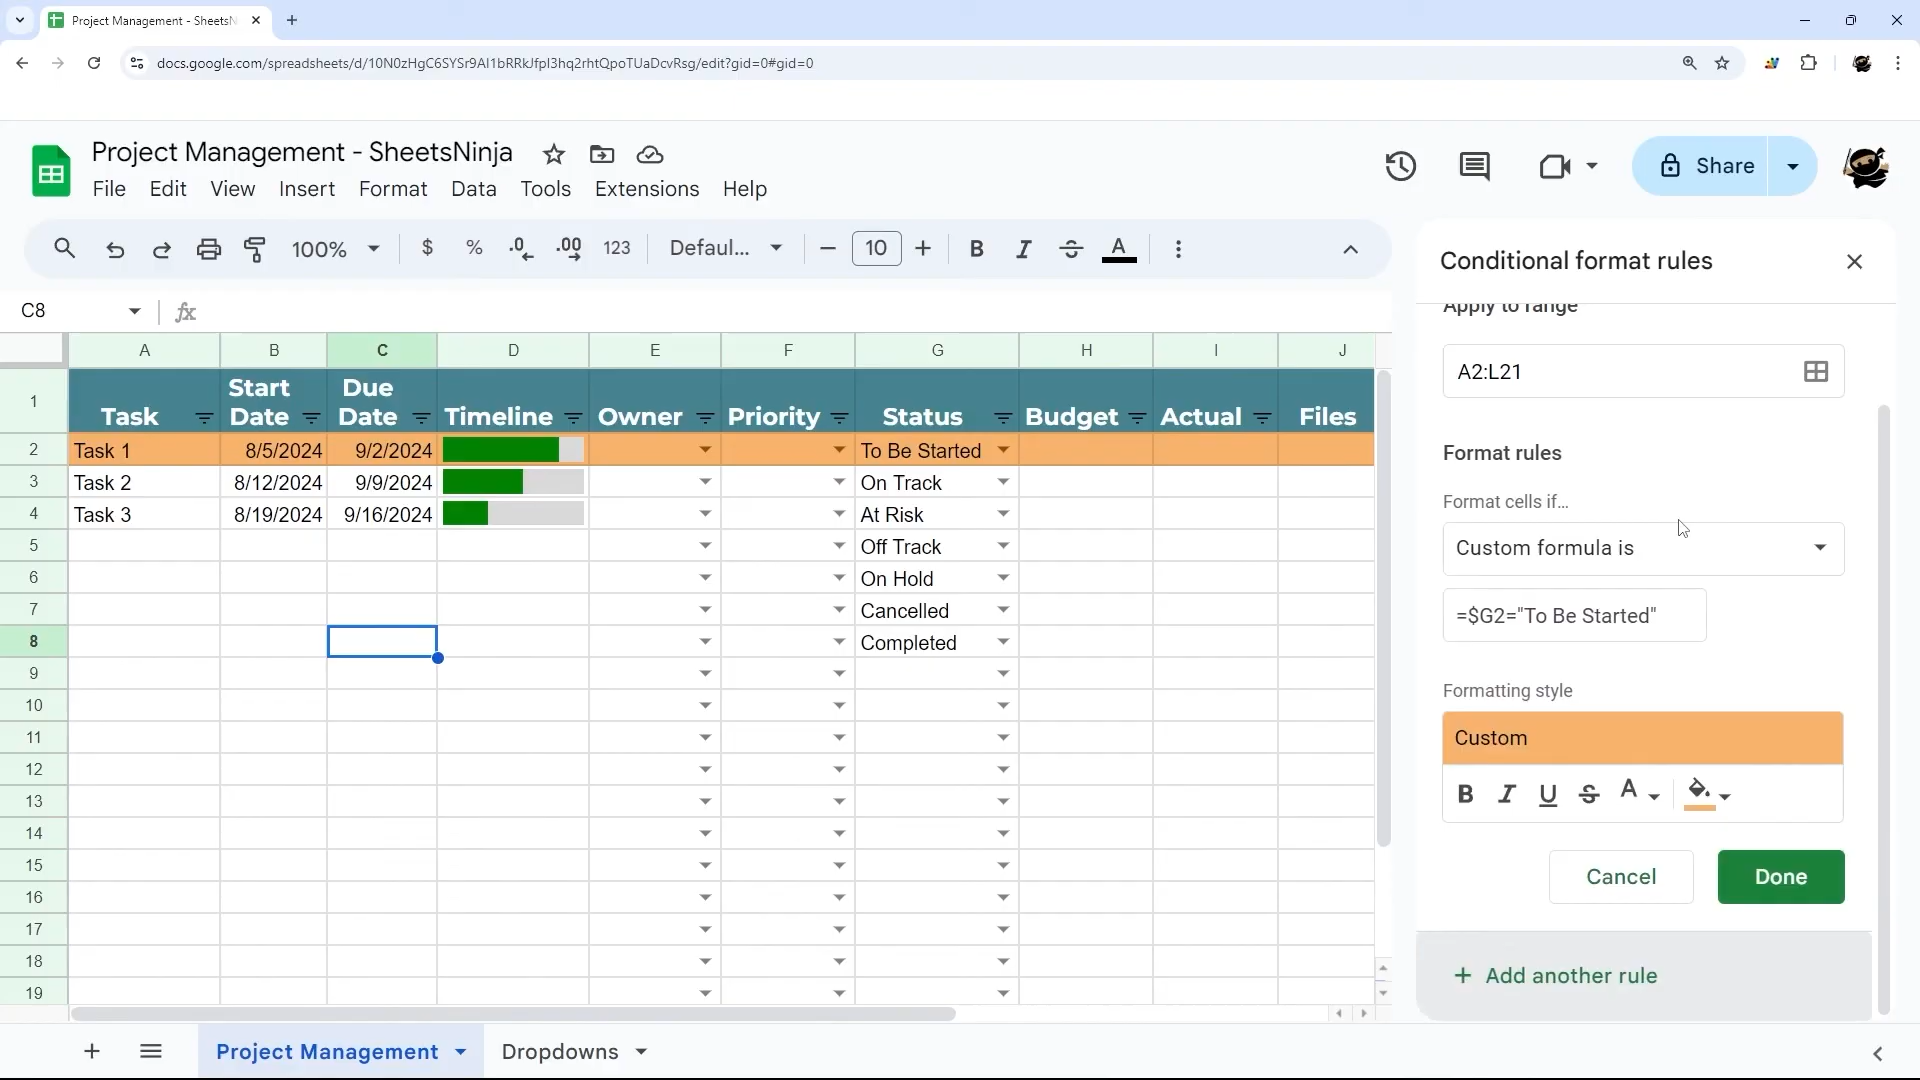 Project Management - SheetsN
docs.google.com/spreadsheets/d/10N0zHgC6SYSr9Al1bRRkJfpl3hq2rhtQpoTUaDcvRsg/edit?gid=0#gid=0
Project Management - SheetsNinja
File Edit View Insert Format Data Tools Extensions Help
Share
100% $ % .0 .00 123 Defaul... 10 B I S A
C8 fx
A B C D E F G H I J
1 Task Start Date Due Date Timeline Owner Priority Status Budget Actual Files
2 Task 1 8/5/2024 9/2/2024 To Be Started
3 Task 2 8/12/2024 9/9/2024 On Track
4 Task 3 8/19/2024 9/16/2024 At Risk
5 Off Track
6 On Hold
7 Cancelled
8 Completed
9
10
11
12
13
14
15
16
17
18
19
Conditional format rules
Apply to range
A2:L21
Format rules
Format cells if...
Custom formula is
=$G2="To Be Started"
Formatting style
Custom
B I U S A
Cancel Done
+ Add another rule
+ Project Management Dropdowns